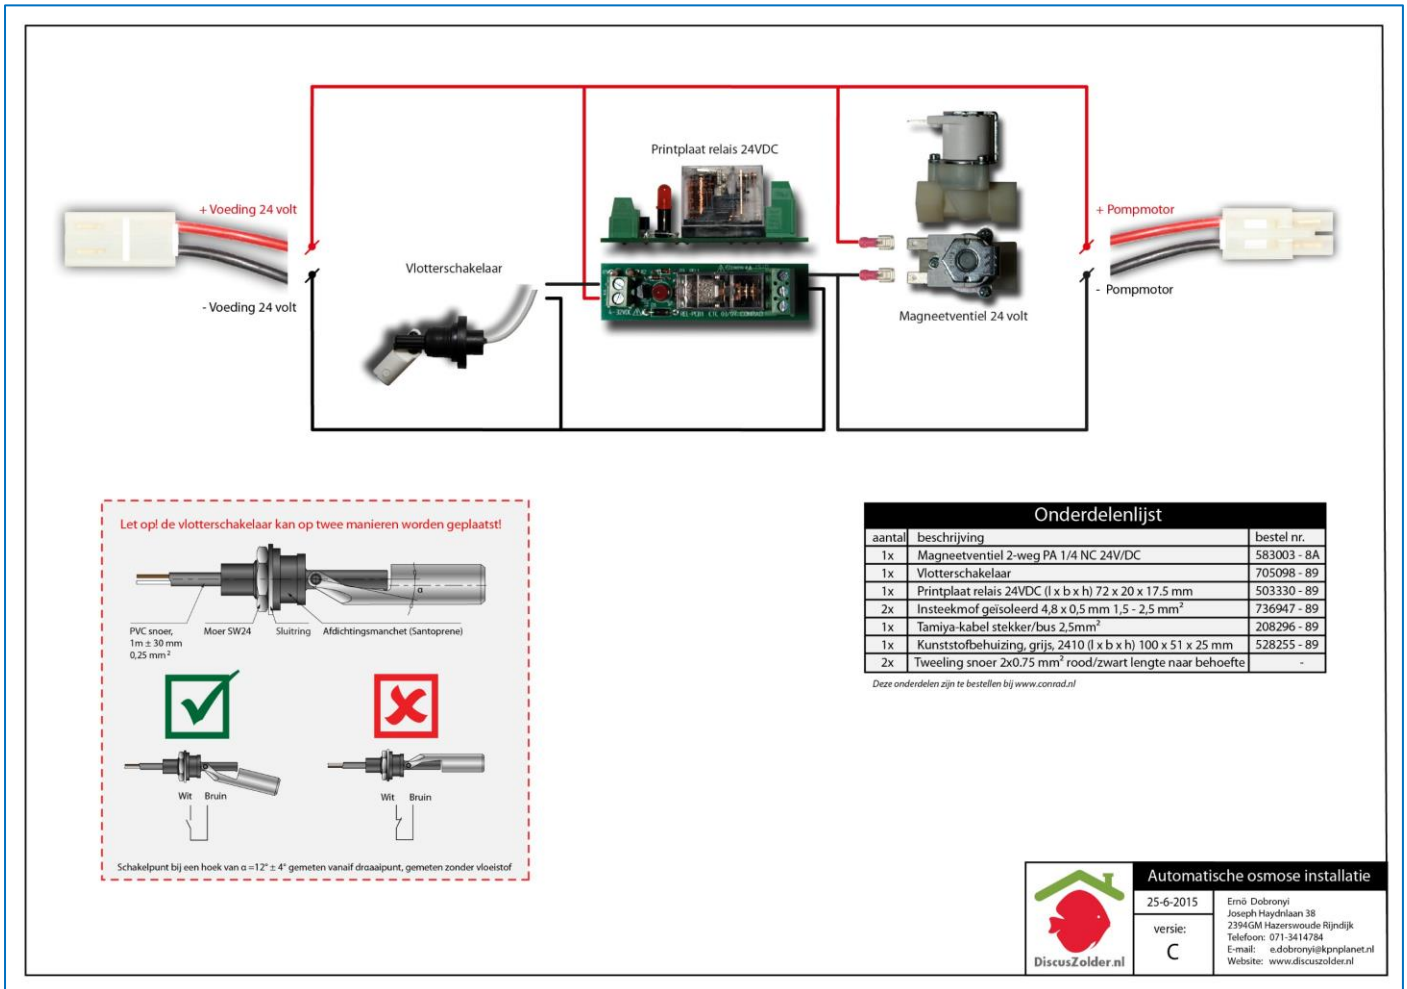 Printplaat relais 24VDC
+ Voeding 24 volt
+ Pompmotor
Vlotterschakelaar
- Voeding 24 volt
- Pompmotor
Magneetventiel 24 volt
Let op! de vlotterschakelaar kan op twee manieren worden geplaatst!
α
PVC snoer,
1m ± 30 mm
0,25 mm²
Moer SW24
Sluitring
Afdichtingsmanchet (Santoprene)
Wit Bruin
Wit Bruin
Schakelpunt bij een hoek van α =12° ± 4° gemeten vanaif draaaipunt, gemeten zonder vloeistof
Onderdelenlijst
aantal beschrijving bestel nr.
1x Magneetventiel 2-weg PA 1/4 NC 24V/DC 583003 - 8A
1x Vlotterschakelaar 705098 - 89
1x Printplaat relais 24VDC (l x b x h) 72 x 20 x 17.5 mm 503330 - 89
2x Insteekmof geïsoleerd 4,8 x 0,5 mm 1,5 - 2,5 mm² 736947 - 89
1x Tamiya-kabel stekker/bus 2,5mm² 208296 - 89
1x Kunststofbehuizing, grijs, 2410 (l x b x h) 100 x 51 x 25 mm 528255 - 89
2x Tweeling snoer 2x0.75 mm² rood/zwart lengte naar behoefte -
Deze onderdelen zijn te bestellen bij www.conrad.nl
Automatische osmose installatie
25-6-2015
versie:
C
Ernö Dobronyi
Joseph Haydnlaan 38
2394GM Hazerswoude Rijndijk
Telefoon: 071-3414784
E-mail: e.dobronyi@kpnplanet.nl
Website: www.discuszolder.nl
DiscusZolder.nl